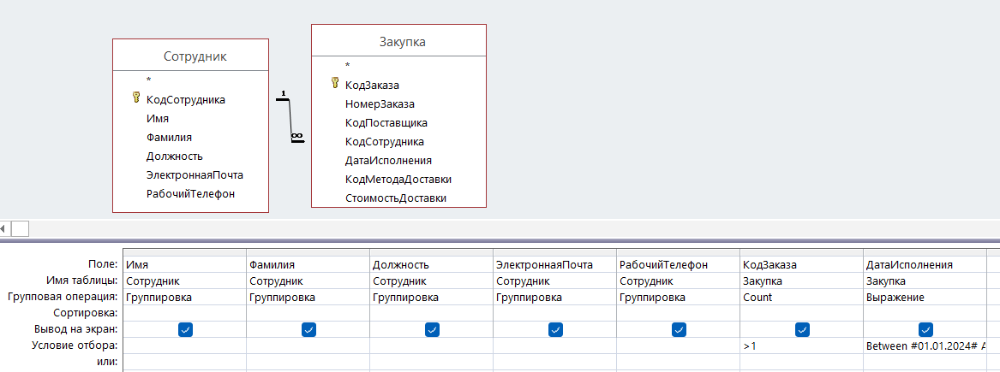 Сотрудник
*
КодСотрудника
Имя
Фамилия
Должность
ЭлектроннаяПочта
РабочийТелефон
1
∞
Закупка
*
КодЗаказа
НомерЗаказа
КодПоставщика
КодСотрудника
ДатаИсполнения
КодМетодаДоставки
СтоимостьДоставки
Поле: Имя Фамилия Должность ЭлектроннаяПочта РабочийТелефон КодЗаказа ДатаИсполнения
Имя таблицы: Сотрудник Сотрудник Сотрудник Сотрудник Сотрудник Закупка Закупка
Групповая операция: Группировка Группировка Группировка Группировка Группировка Count Выражение
Сортировка:
Вывод на экран:
Условие отбора: >1 Between #01.01.2024#
или: